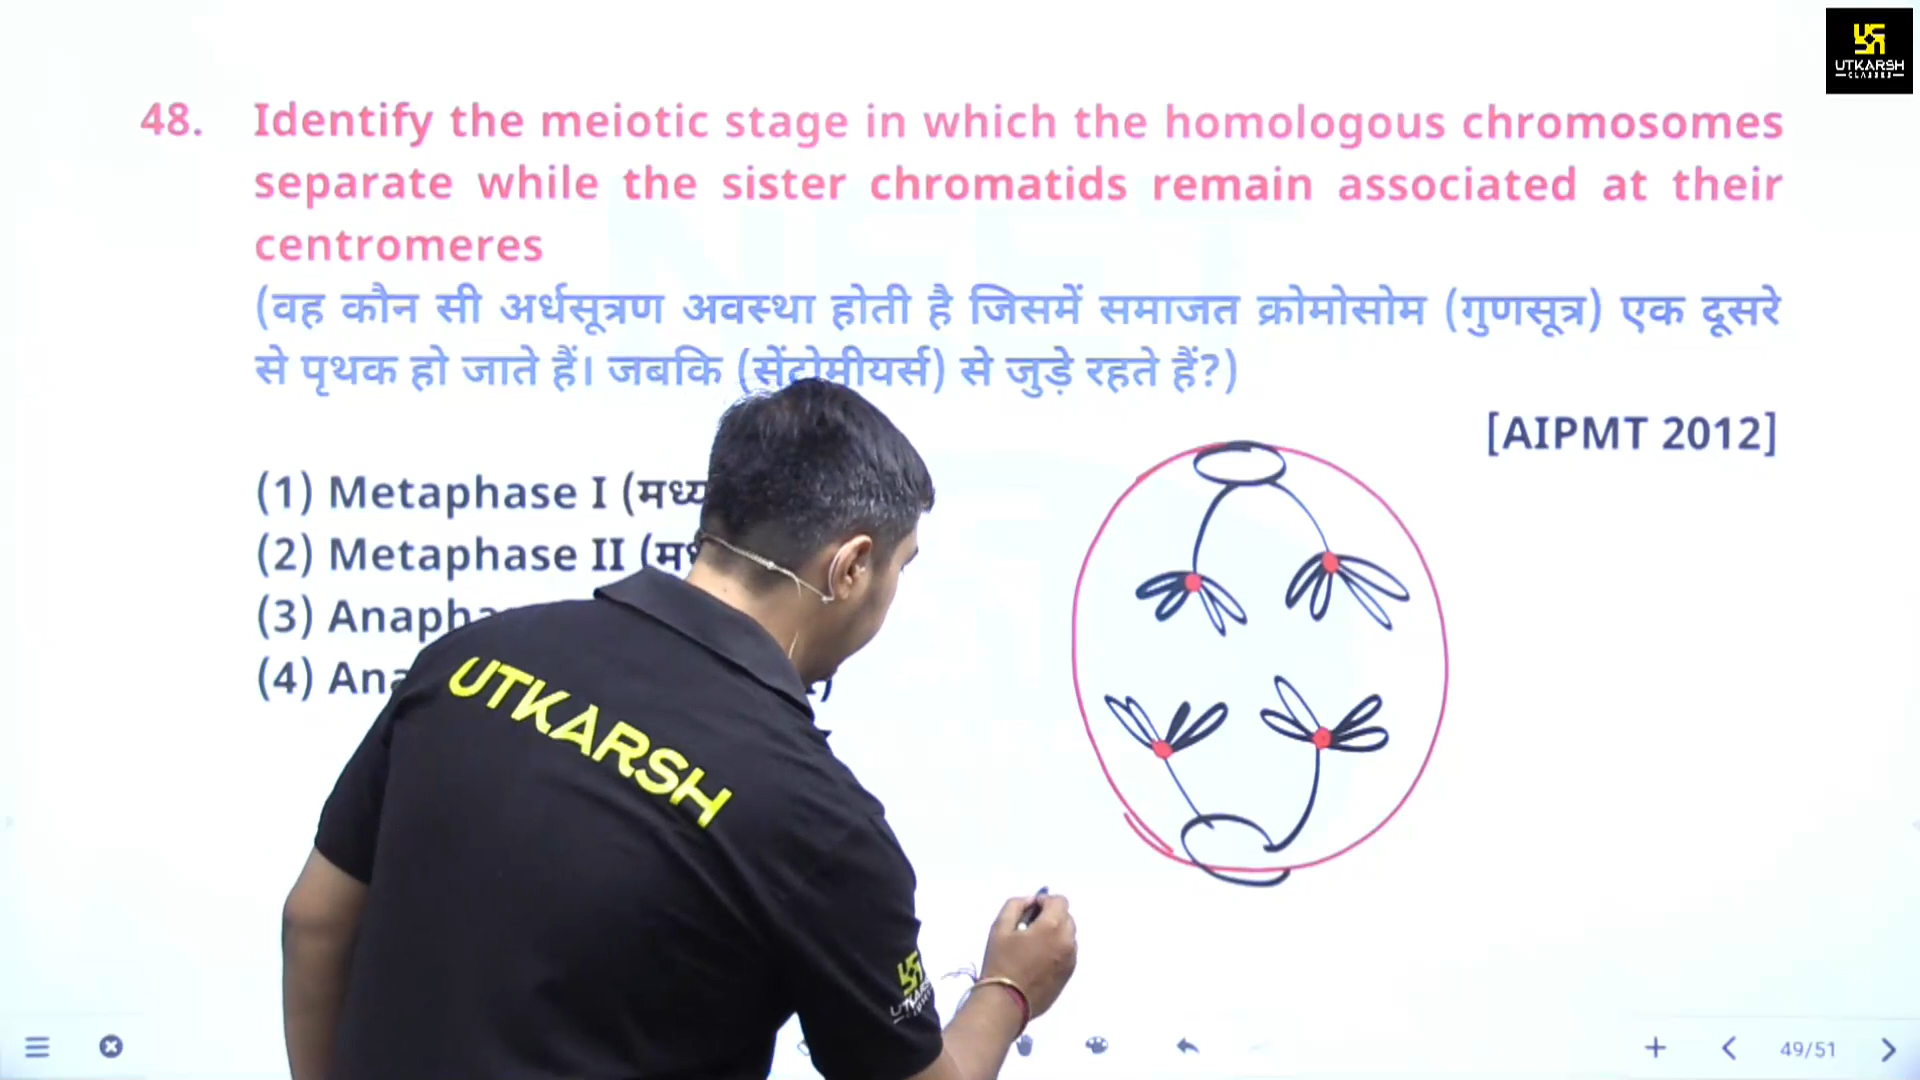 UTKARSH
CLASSES
48. Identify the meiotic stage in which the homologous chromosomes
separate while the sister chromatids remain associated at their
centromeres
(वह कौन सी अर्धसूत्रण अवस्था होती है जिसमें समाजत क्रोमोसोम (गुणसूत्र) एक दूसरे
से पृथक हो जाते हैं। जबकि (सेंट्रोमीयर्स) से जुड़े रहते हैं?)
[AIPMT 2012]
(1) Metaphase I
(2) Metaphase II
(3)
(4)
UTKARSH
49/51